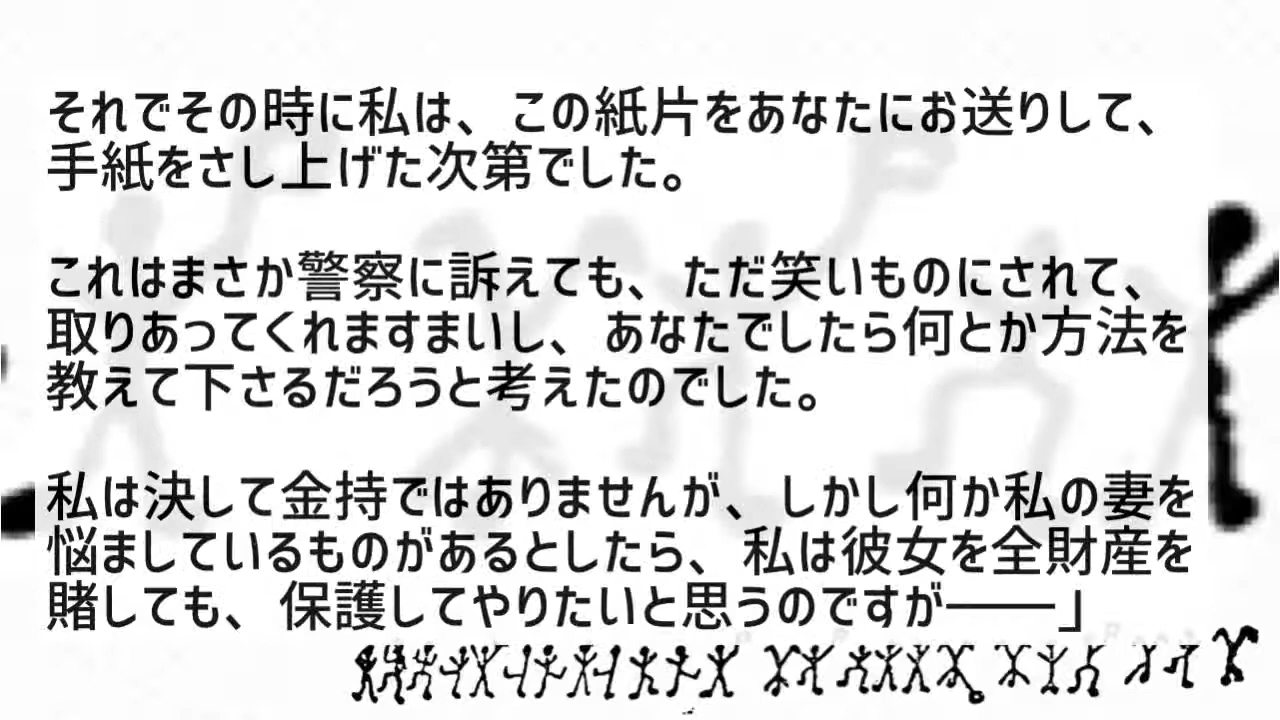 それでその時に私は、この紙片をあなたにお送りして、
手紙をさし上げた次第でした。
これはまさか警察に訴えても、ただ笑いものにされて、
取りあってくれますまいし、あなたでしたら何とか方法を
教えて下さるだろうと考えたのでした。
私は決して金持ではありませんが、しかし何か私の妻を
悩ましているものがあるとしたら、私は彼女を全財産を
賭しても、保護してやりたいと思うのですが――」